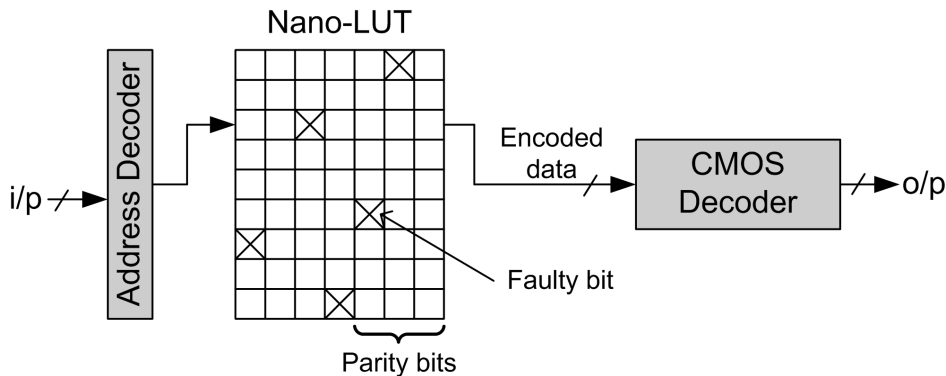 Nano-LUT
Address Decoder
i/p
Encoded
data
CMOS
Decoder
o/p
Faulty bit
Parity bits